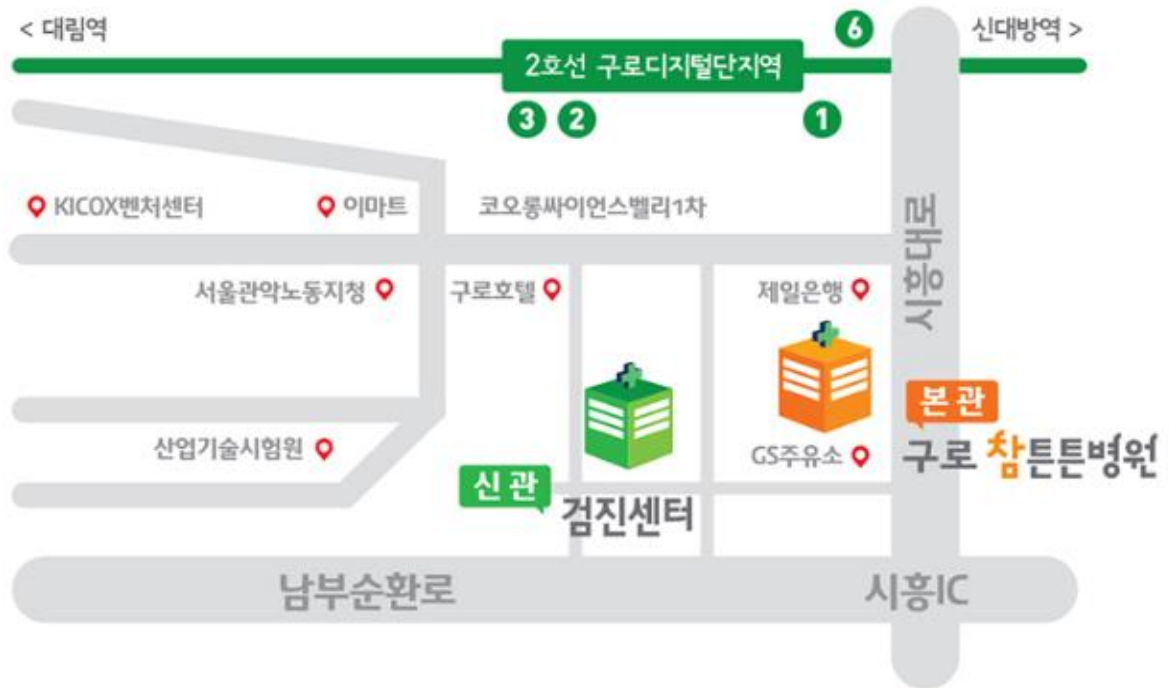 < 대림역
6
신대방역 >
2호선 구로디지털단지역
3 2
1
KICOX벤처센터
이마트
코오롱싸이언스벨리1차
시흥대로
서울관악노동지청
구로호텔
제일은행
본관
구로 참튼튼병원
산업기술시험원
GS주유소
신관
검진센터
남부순환로
시흥IC